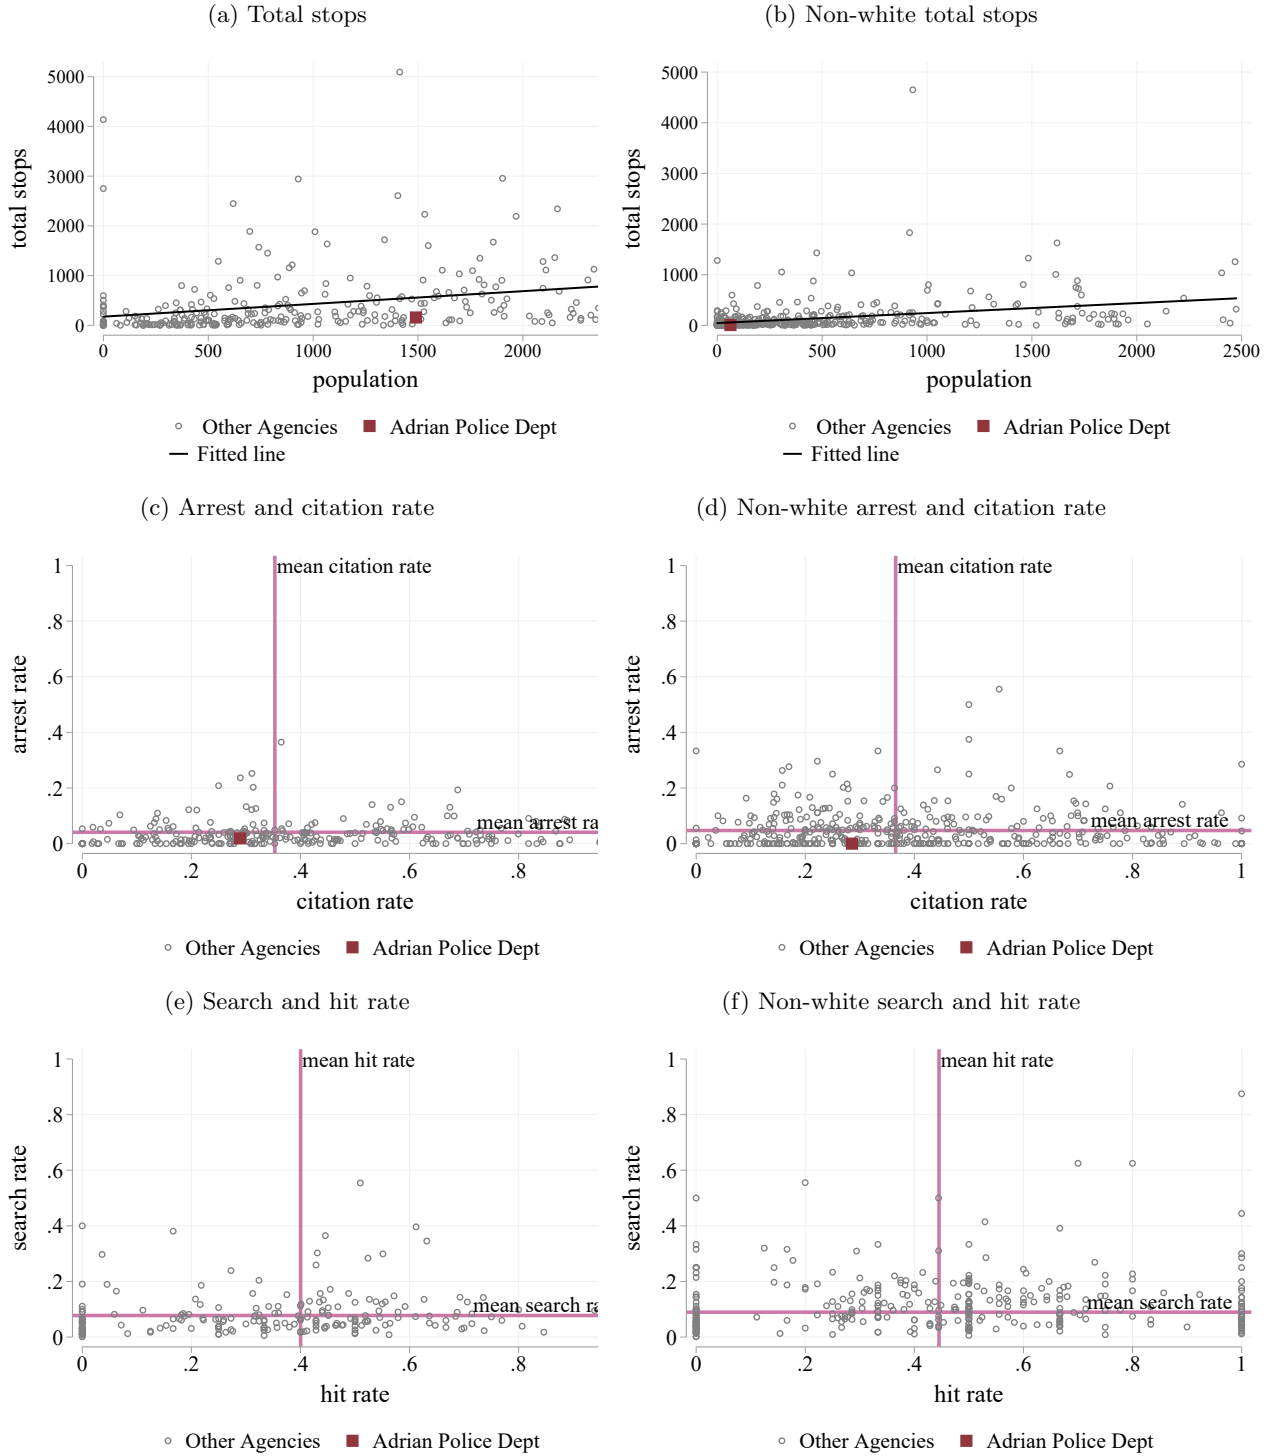 (a) Total stops
(b) Non-white total stops
5000
4000
3000
2000
1000
0
total stops
0 500 1000 1500 2000
population
Other Agencies Adrian Police Dept
Fitted line
5000
4000
3000
2000
1000
0
total stops
0 500 1000 1500 2000 2500
population
Other Agencies Adrian Police Dept
Fitted line
(c) Arrest and citation rate
(d) Non-white arrest and citation rate
1
.8
.6
.4
.2
0
arrest rate
mean citation rate
mean arrest ra
0 .2 .4 .6 .8
citation rate
Other Agencies Adrian Police Dept
1
.8
.6
.4
.2
0
arrest rate
mean citation rate
mean arrest rate
0 .2 .4 .6 .8 1
citation rate
Other Agencies Adrian Police Dept
(e) Search and hit rate
(f) Non-white search and hit rate
1
.8
.6
.4
.2
0
search rate
mean hit rate
mean search ra
0 .2 .4 .6 .8
hit rate
Other Agencies Adrian Police Dept
1
.8
.6
.4
.2
0
search rate
mean hit rate
mean search rate
0 .2 .4 .6 .8 1
hit rate
Other Agencies Adrian Police Dept